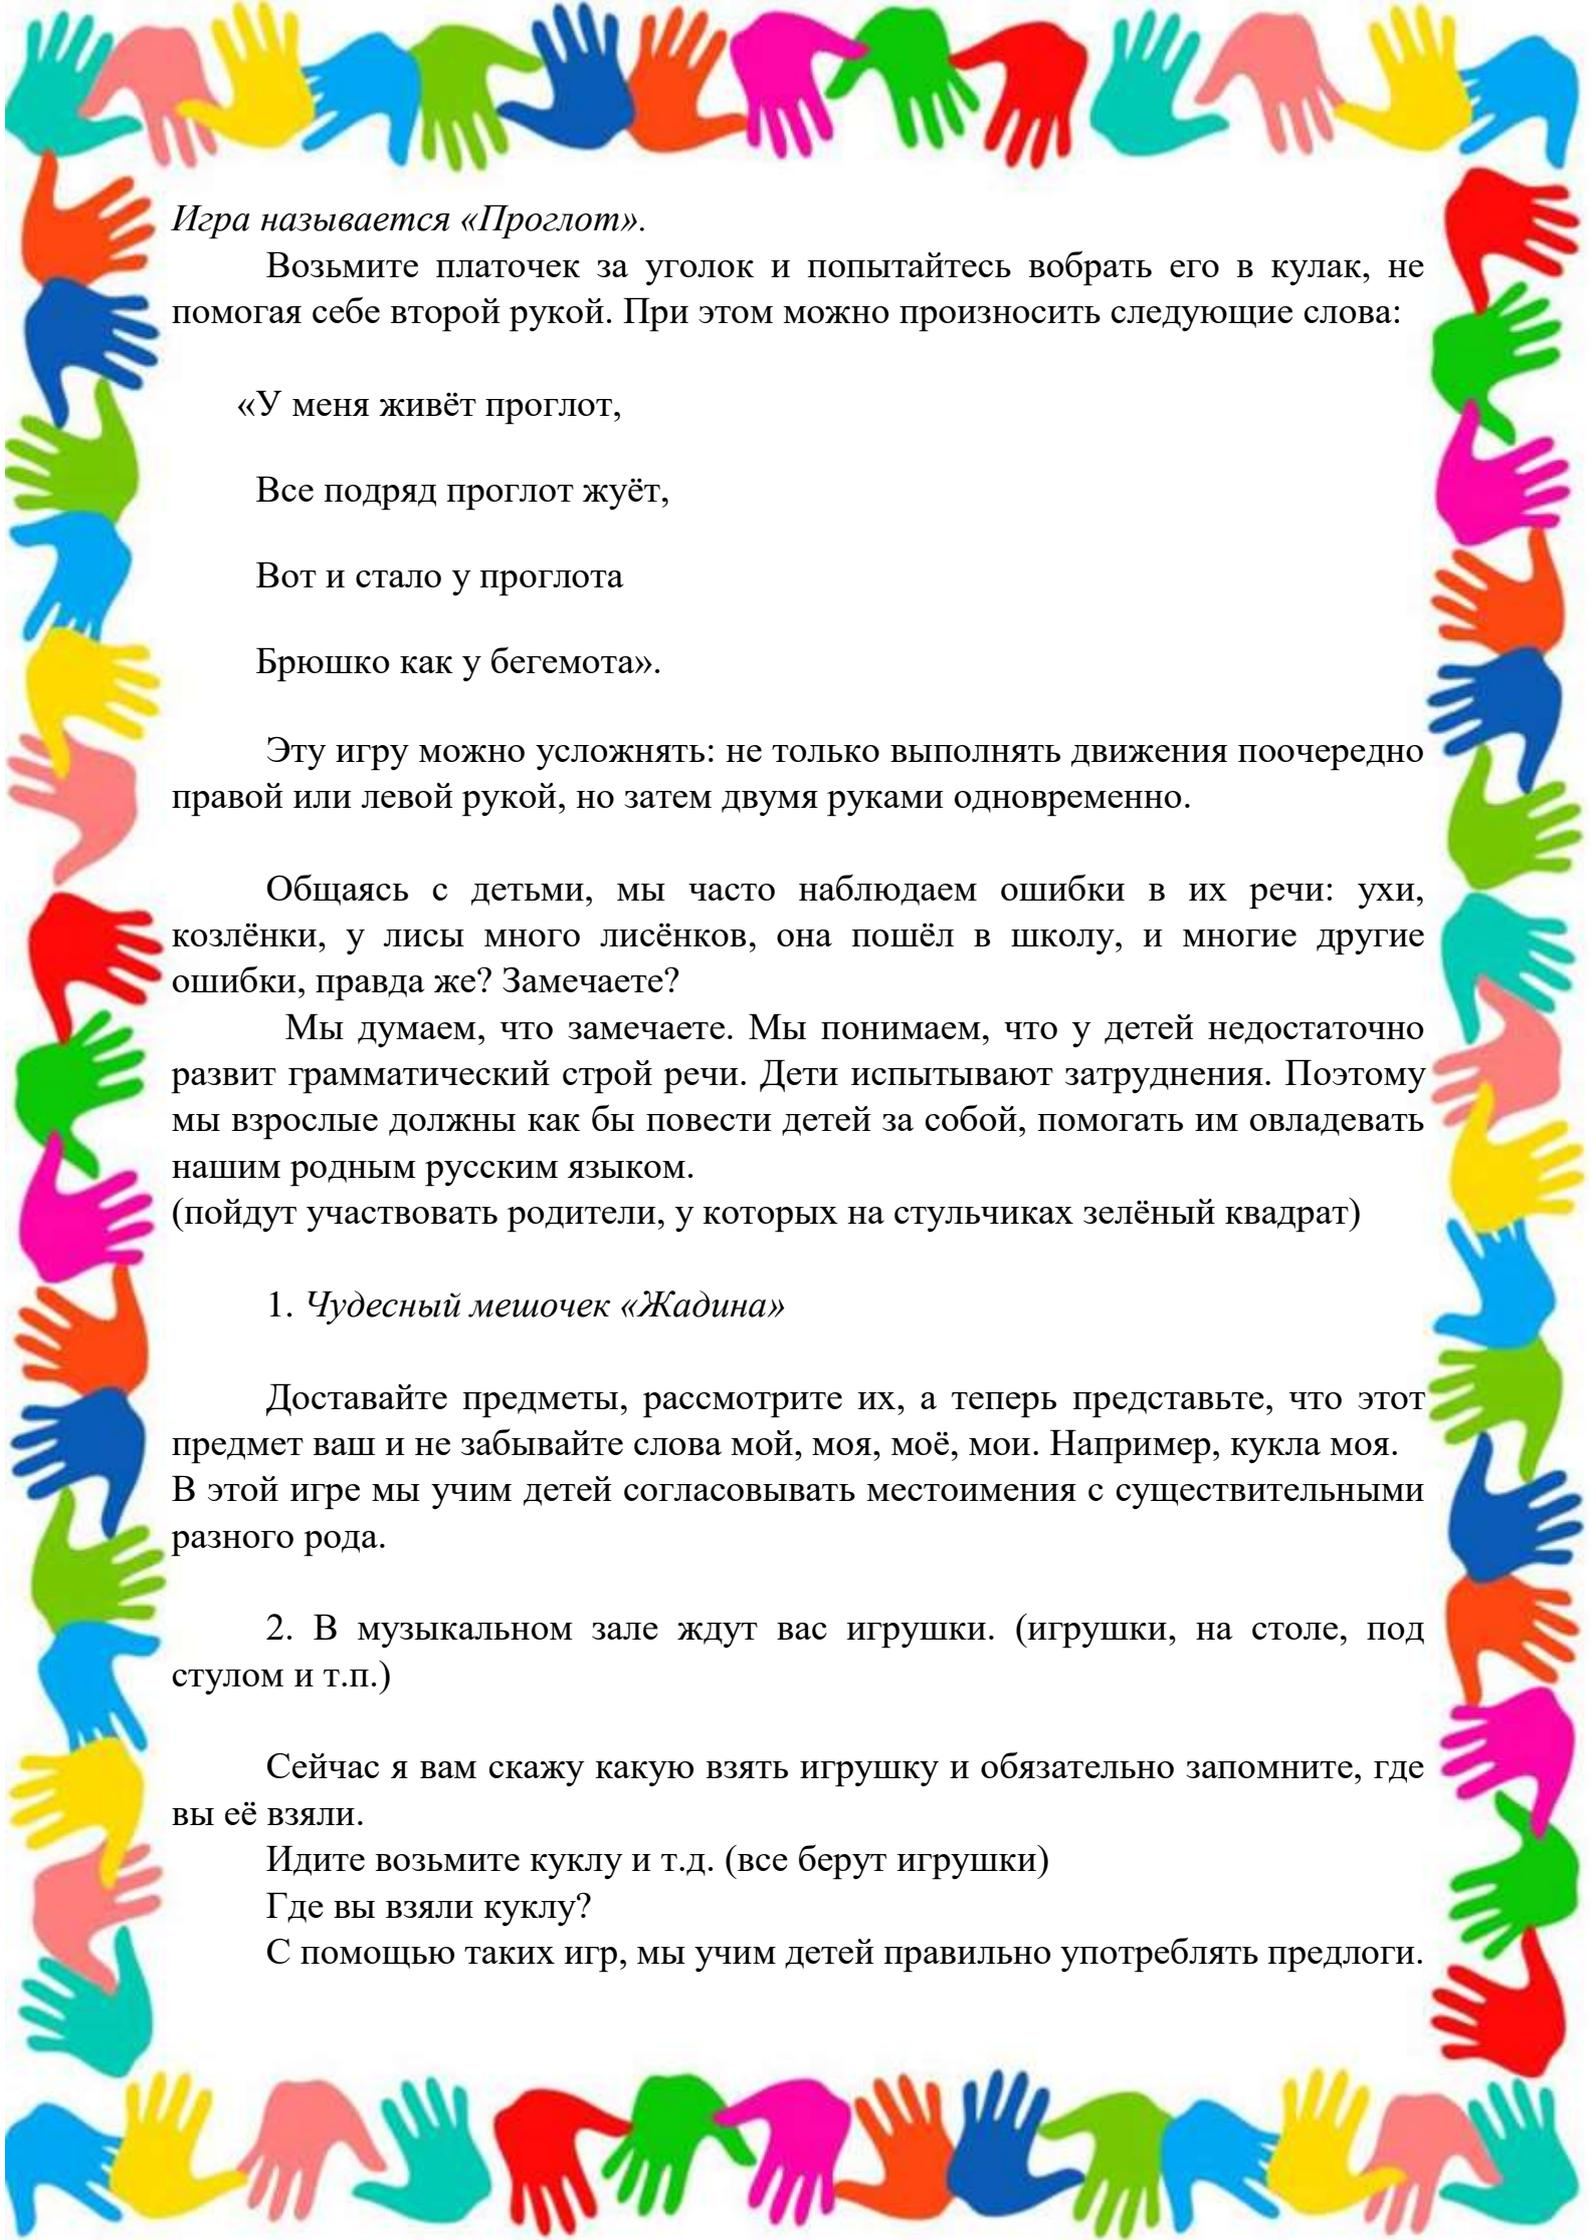 Игра называется «Проглот».
Возьмите платочек за уголок и попытайтесь вобрать его в кулак, не
помогая себе второй рукой. При этом можно произносить следующие слова:
«У меня живёт проглот,
Все подряд проглот жуёт,
Вот и стало у проглота
Брюшко как у бегемота».
Эту игру можно усложнять: не только выполнять движения поочередно
правой или левой рукой, но затем двумя руками одновременно.
Общаясь с детьми, мы часто наблюдаем ошибки в их речи: ухи,
козлёнки, у лисы много лисёнков, она пошёл в школу, и многие другие
ошибки, правда же? Замечаете?
Мы думаем, что замечаете. Мы понимаем, что у детей недостаточно
развит грамматический строй речи. Дети испытывают затруднения. Поэтому
мы взрослые должны как бы повести детей за собой, помогать им овладевать
нашим родным русским языком.
(пойдут участвовать родители, у которых на стульчиках зелёный квадрат)
1. Чудесный мешочек «Жадина»
Доставайте предметы, рассмотрите их, а теперь представьте, что этот
предмет ваш и не забывайте слова мой, моя, моё, мои. Например, кукла моя.
В этой игре мы учим детей согласовывать местоимения с существительными
разного рода.
2. В музыкальном зале ждут вас игрушки. (игрушки, на столе, под
стулом и т.п.)
Сейчас я вам скажу какую взять игрушку и обязательно запомните, где
вы её взяли.
Идите возьмите куклу и т.д. (все берут игрушки)
Где вы взяли куклу?
С помощью таких игр, мы учим детей правильно употреблять предлоги.